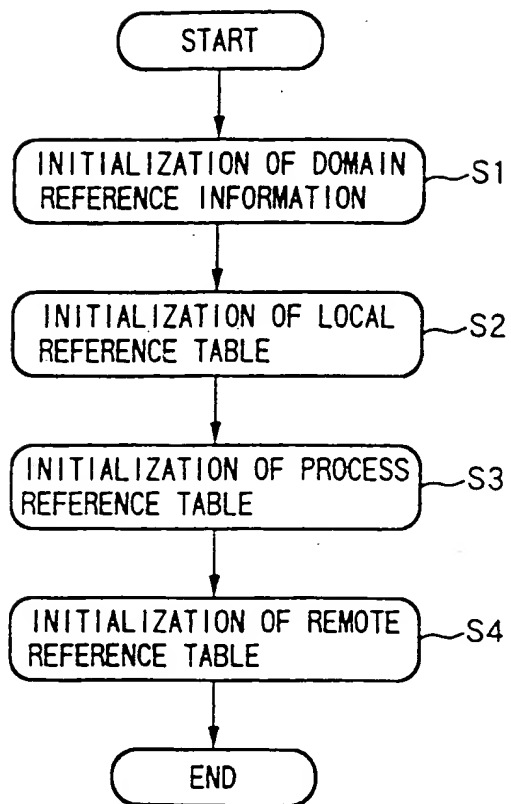 START
INITIALIZATION OF DOMAIN
REFERENCE INFORMATION
S1
INITIALIZATION OF LOCAL
REFERENCE TABLE
S2
INITIALIZATION OF PROCESS
REFERENCE TABLE
S3
INITIALIZATION OF REMOTE
REFERENCE TABLE
S4
END